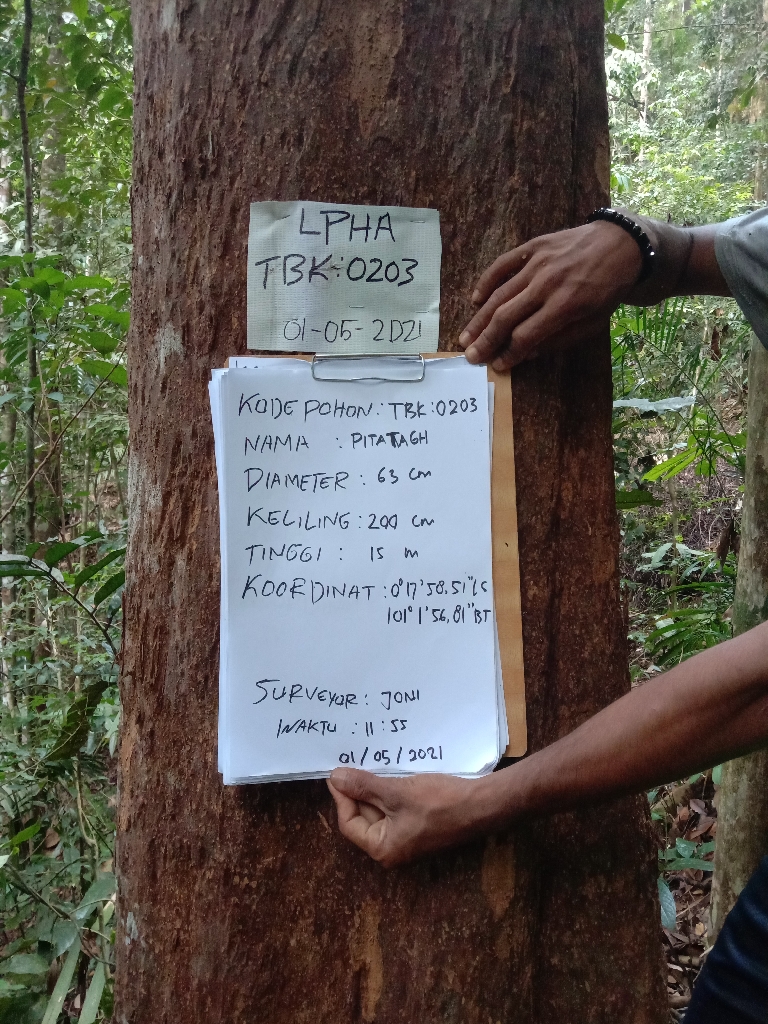 LPHA
TBK:0203
01-05-2021
KODE POHON: TBK:0203
NAMA : PITATAGH
DIAMETER : 63 cm
KELILING : 200 cm
TINGGI : 15 m
KOORDINAT : 0°17'58,51"LS
101°1'56,81"BT
SURVEYOR : JONI
WAKTU : 11:55
01/05/2021